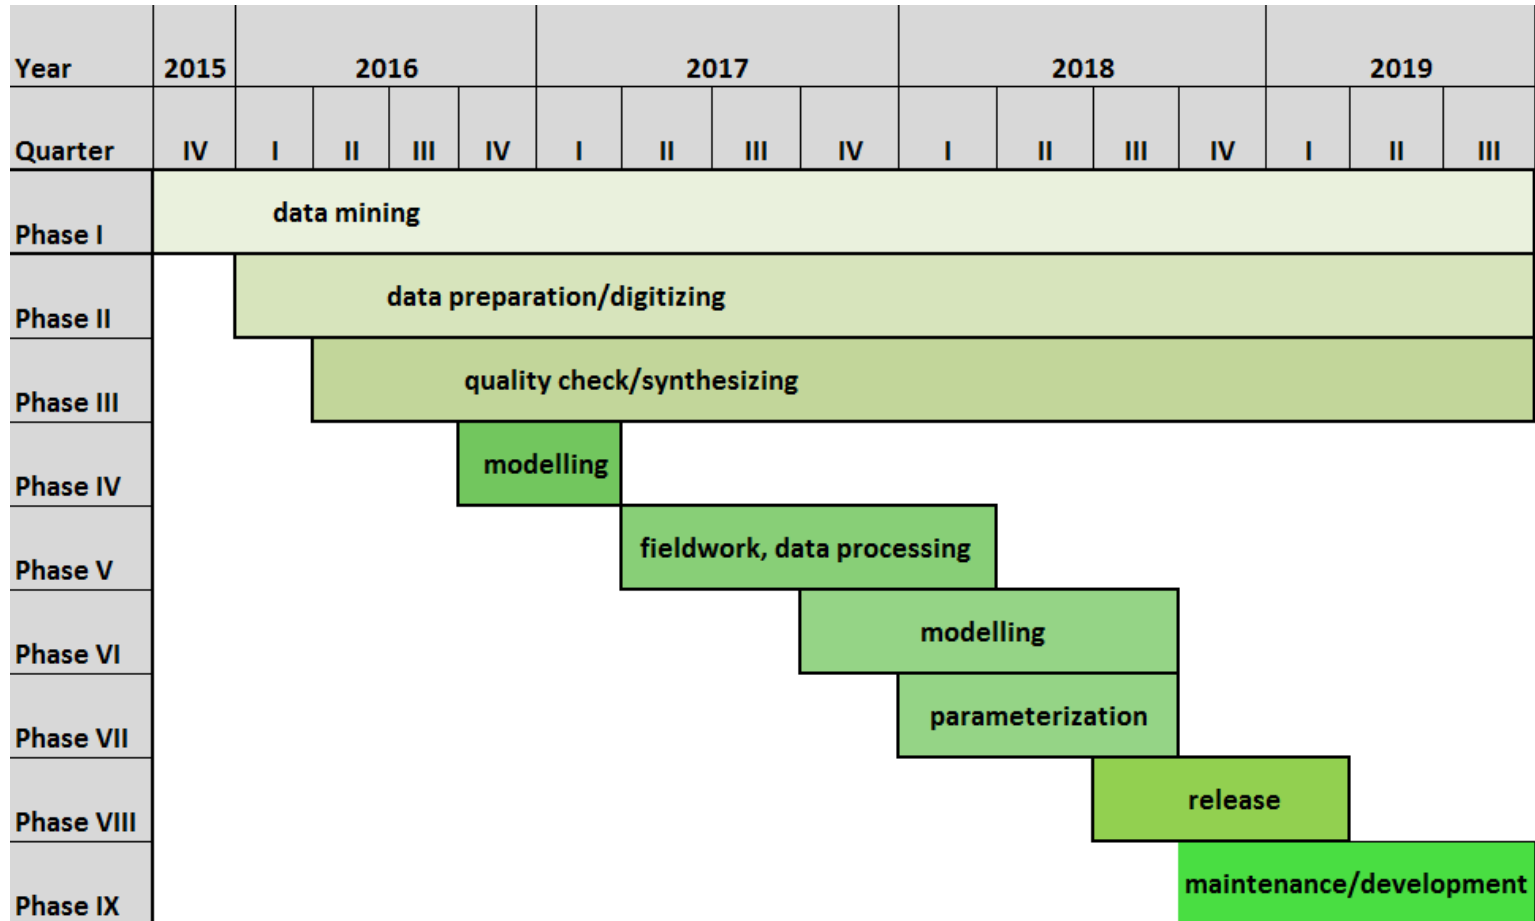 Year 2015 2016 2017 2018 2019
Quarter IV I II III IV I II III IV I II III IV I II III
Phase I data mining
Phase II data preparation/digitizing
Phase III quality check/synthesizing
Phase IV modelling
Phase V fieldwork, data processing
Phase VI modelling
Phase VII parameterization
Phase VIII release
Phase IX maintenance/development